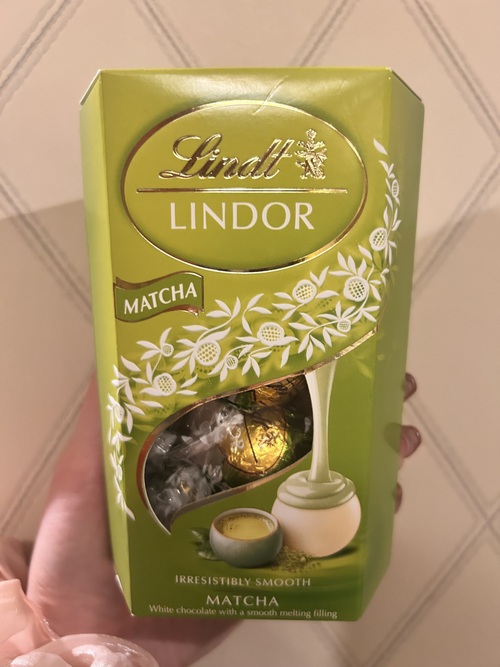 Lindt
LINDOR
MATCHA
IRRESISTIBLY SMOOTH
MATCHA
White chocolate with a smooth melting filling